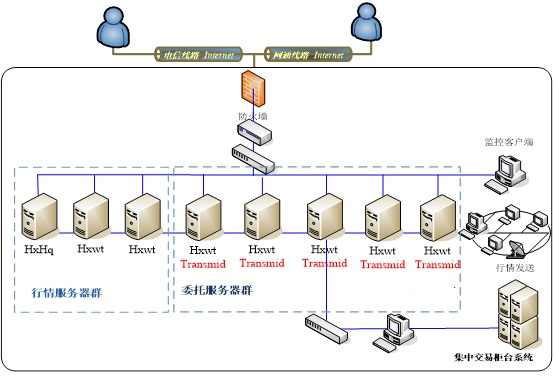 电信线路 Internet
网通线路 Internet
防火墙
监控客户端
HxHq
Hxwt
Hxwt
Hxwt
Transmid
Hxwt
Transmid
Hxwt
Transmid
Hxwt
Transmid
Hxwt
Transmid
行情发送
行情服务器群
委托服务器群
集中交易柜台系统